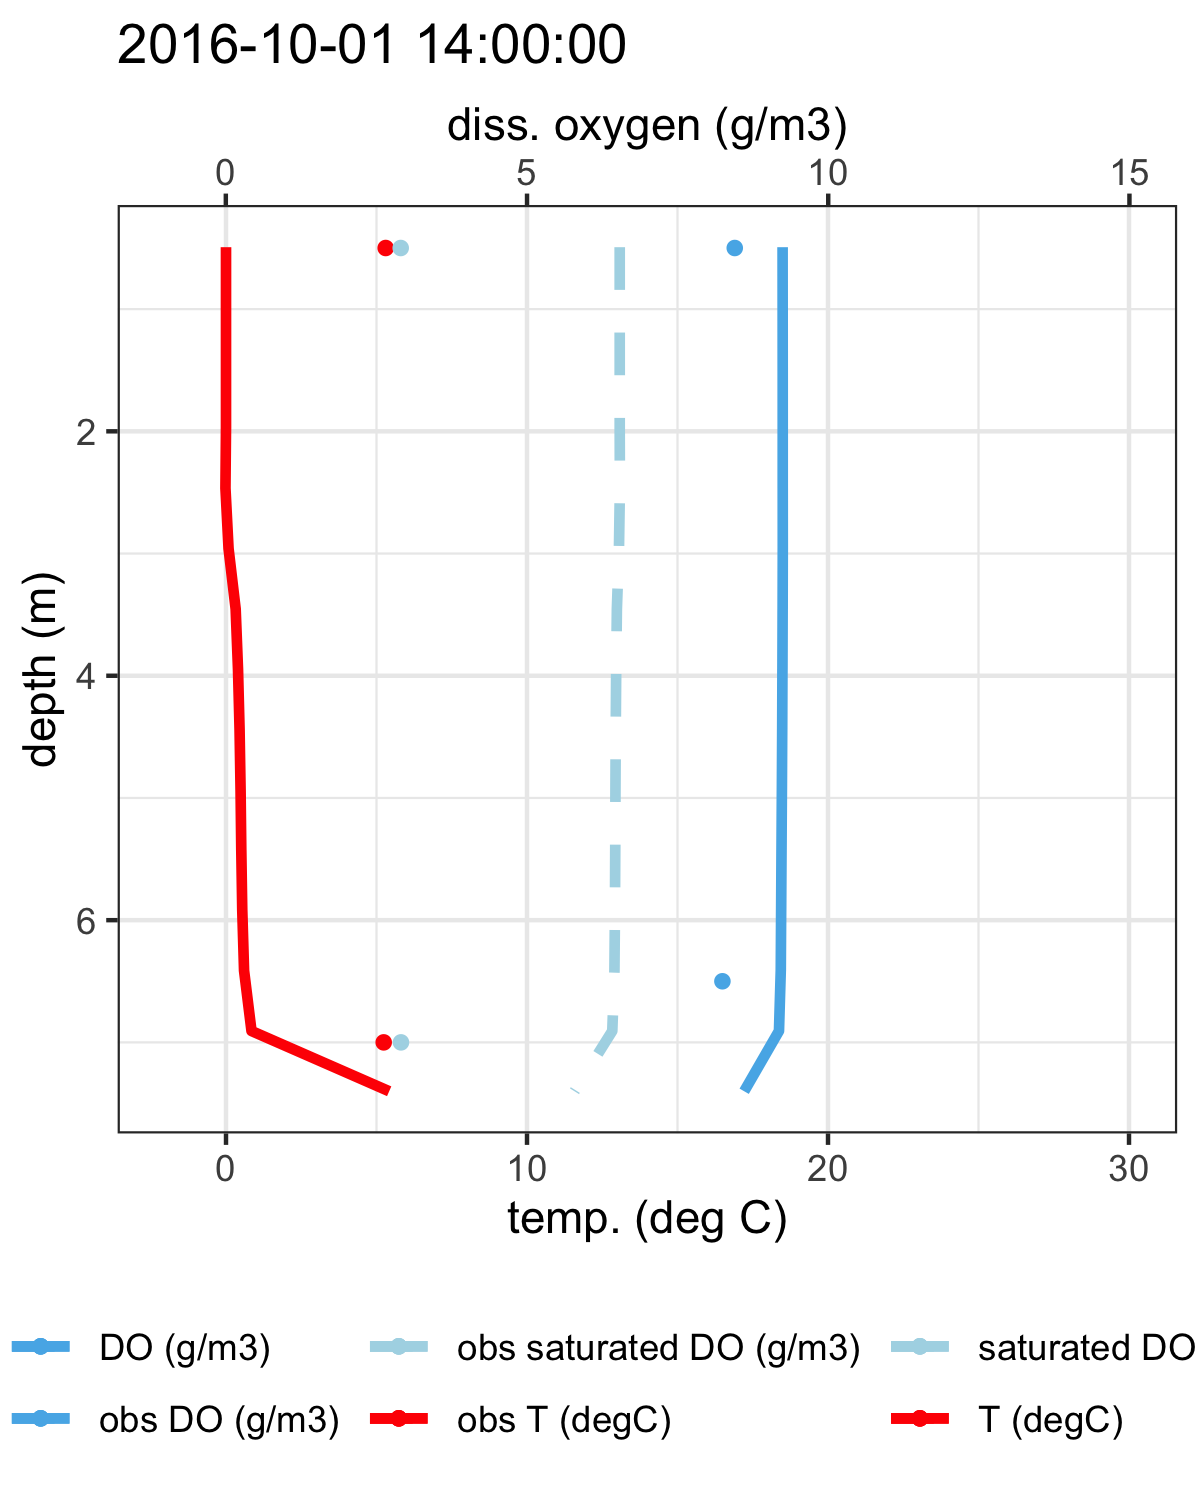 2016-10-01 14:00:00
diss. oxygen (g/m3)
0 5 10 15
depth (m)
2
4
6
0 10 20 30
temp. (deg C)
DO (g/m3) obs saturated DO (g/m3) saturated DO
obs DO (g/m3) obs T (degC) T (degC)